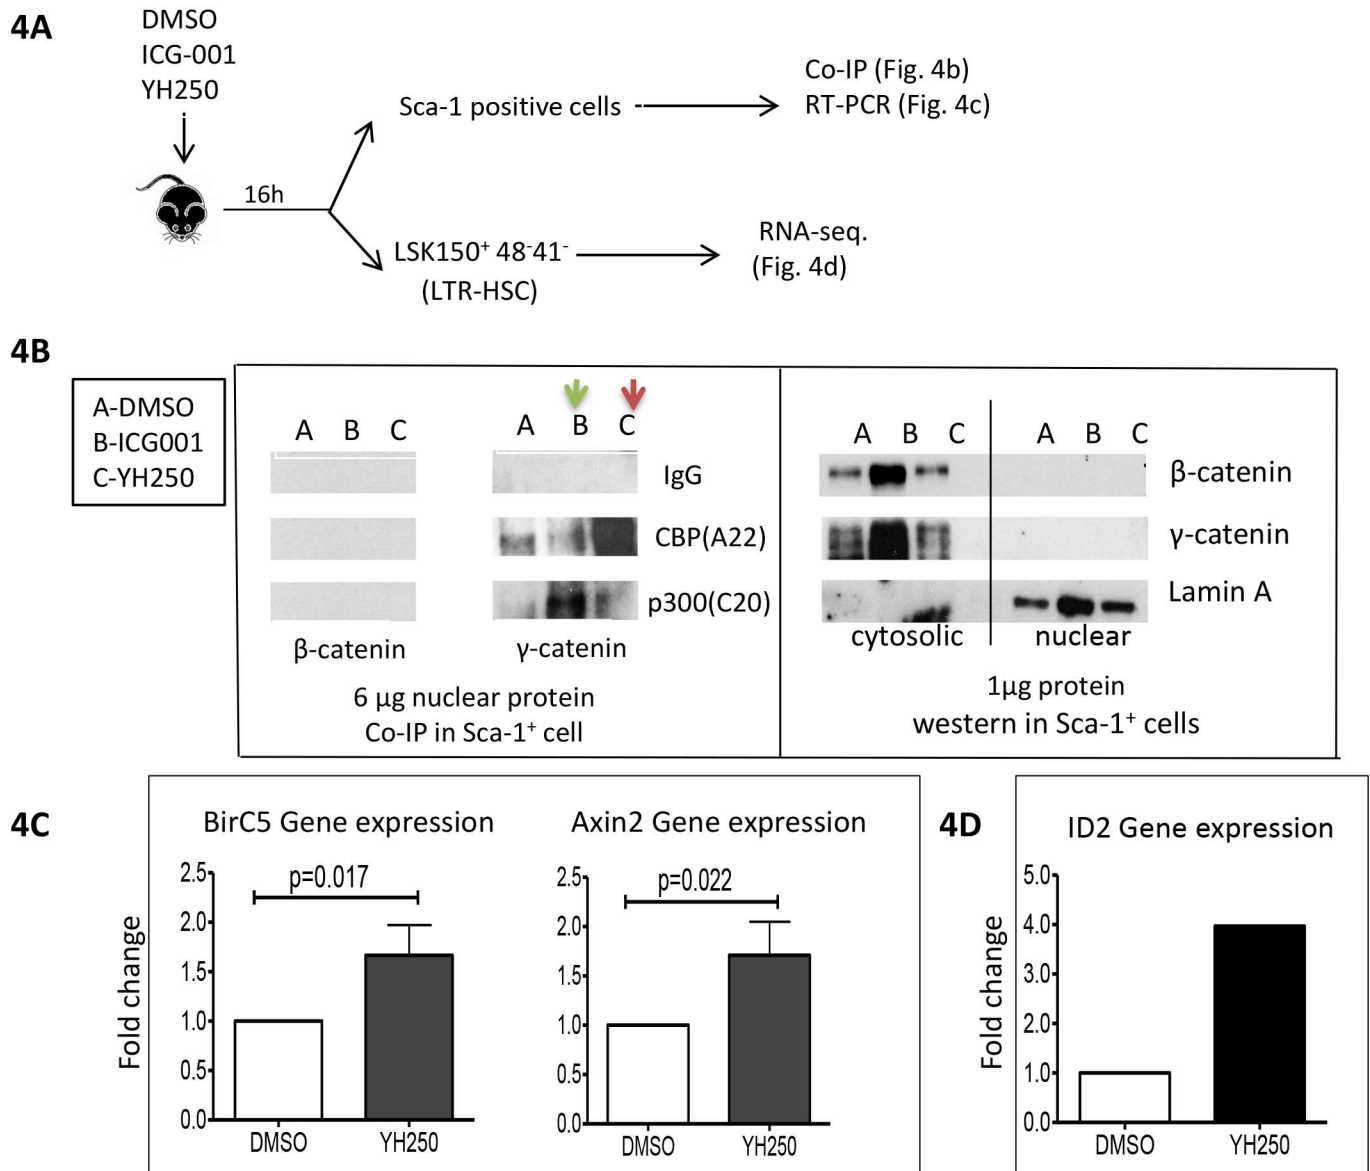 4A
DMSO
ICG-001
YH250
16h
Sca-1 positive cells
Co-IP (Fig. 4b)
RT-PCR (Fig. 4c)
LSK150⁺ 48⁻41⁻
(LTR-HSC)
RNA-seq.
(Fig. 4d)
4B
A-DMSO
B-ICG001
C-YH250
A B C
A B C
IgG
CBP(A22)
p300(C20)
β-catenin
γ-catenin
6 µg nuclear protein
Co-IP in Sca-1⁺ cell
A B C
A B C
β-catenin
γ-catenin
Lamin A
cytosolic
nuclear
1µg protein
western in Sca-1⁺ cells
4C
BirC5 Gene expression
p=0.017
Fold change
2.5
2.0
1.5
1.0
0.5
0.0
DMSO YH250
Axin2 Gene expression
p=0.022
2.5
2.0
1.5
1.0
0.5
0.0
DMSO YH250
4D
ID2 Gene expression
Fold change
5.0
4.0
3.0
2.0
1.0
0.0
DMSO YH250